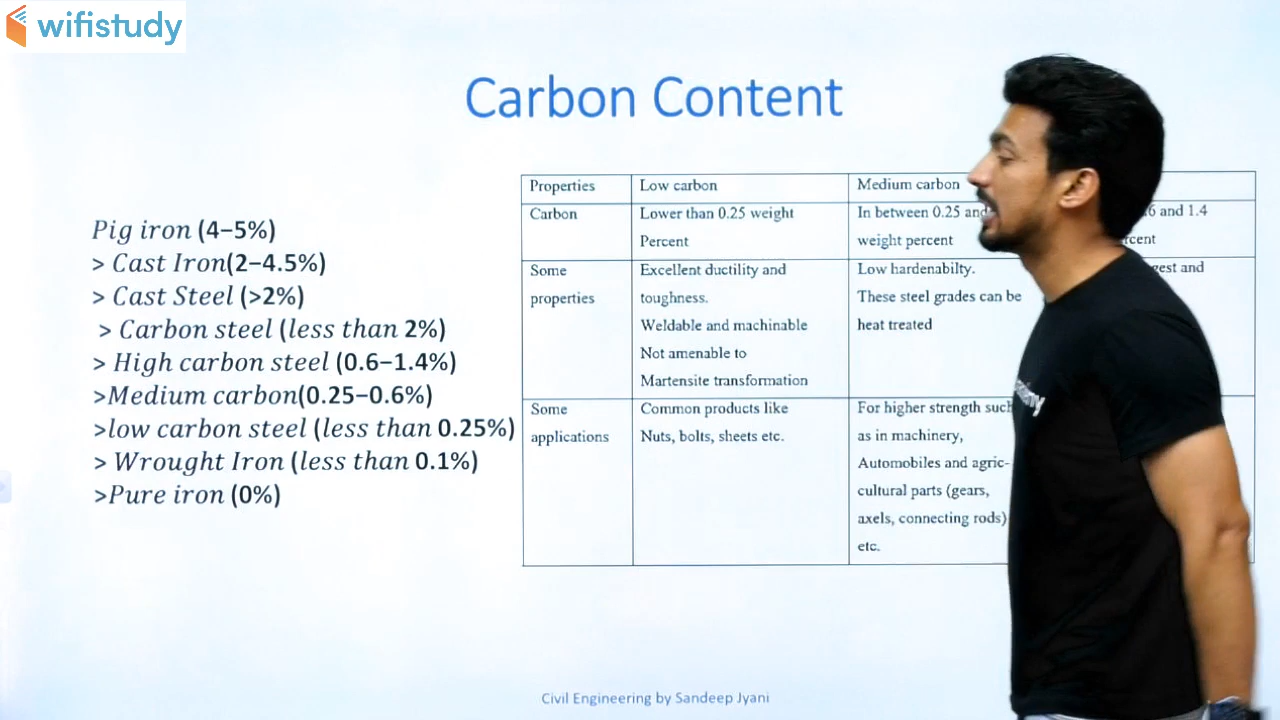 wifistudy
Carbon Content
Pig iron (4–5%)
> Cast Iron(2–4.5%)
> Cast Steel (>2%)
> Carbon steel (less than 2%)
> High carbon steel (0.6–1.4%)
>Medium carbon(0.25–0.6%)
>low carbon steel (less than 0.25%)
> Wrought Iron (less than 0.1%)
>Pure iron (0%)
Properties Low carbon Medium carbon
Carbon Lower than 0.25 weight In between 0.25 and 6 and 1.4
Percent weight percent
Some Excellent ductility and Low hardenabilty. and
properties toughness. These steel grades can be
Weldable and machinable heat treated
Not amenable to
Martensite transformation
Some Common products like For higher strength such
applications Nuts, bolts, sheets etc. as in machinery,
Automobiles and agric-
cultural parts (gears,
axels, connecting rods)
etc.
Civil Engineering by Sandeep Jyani